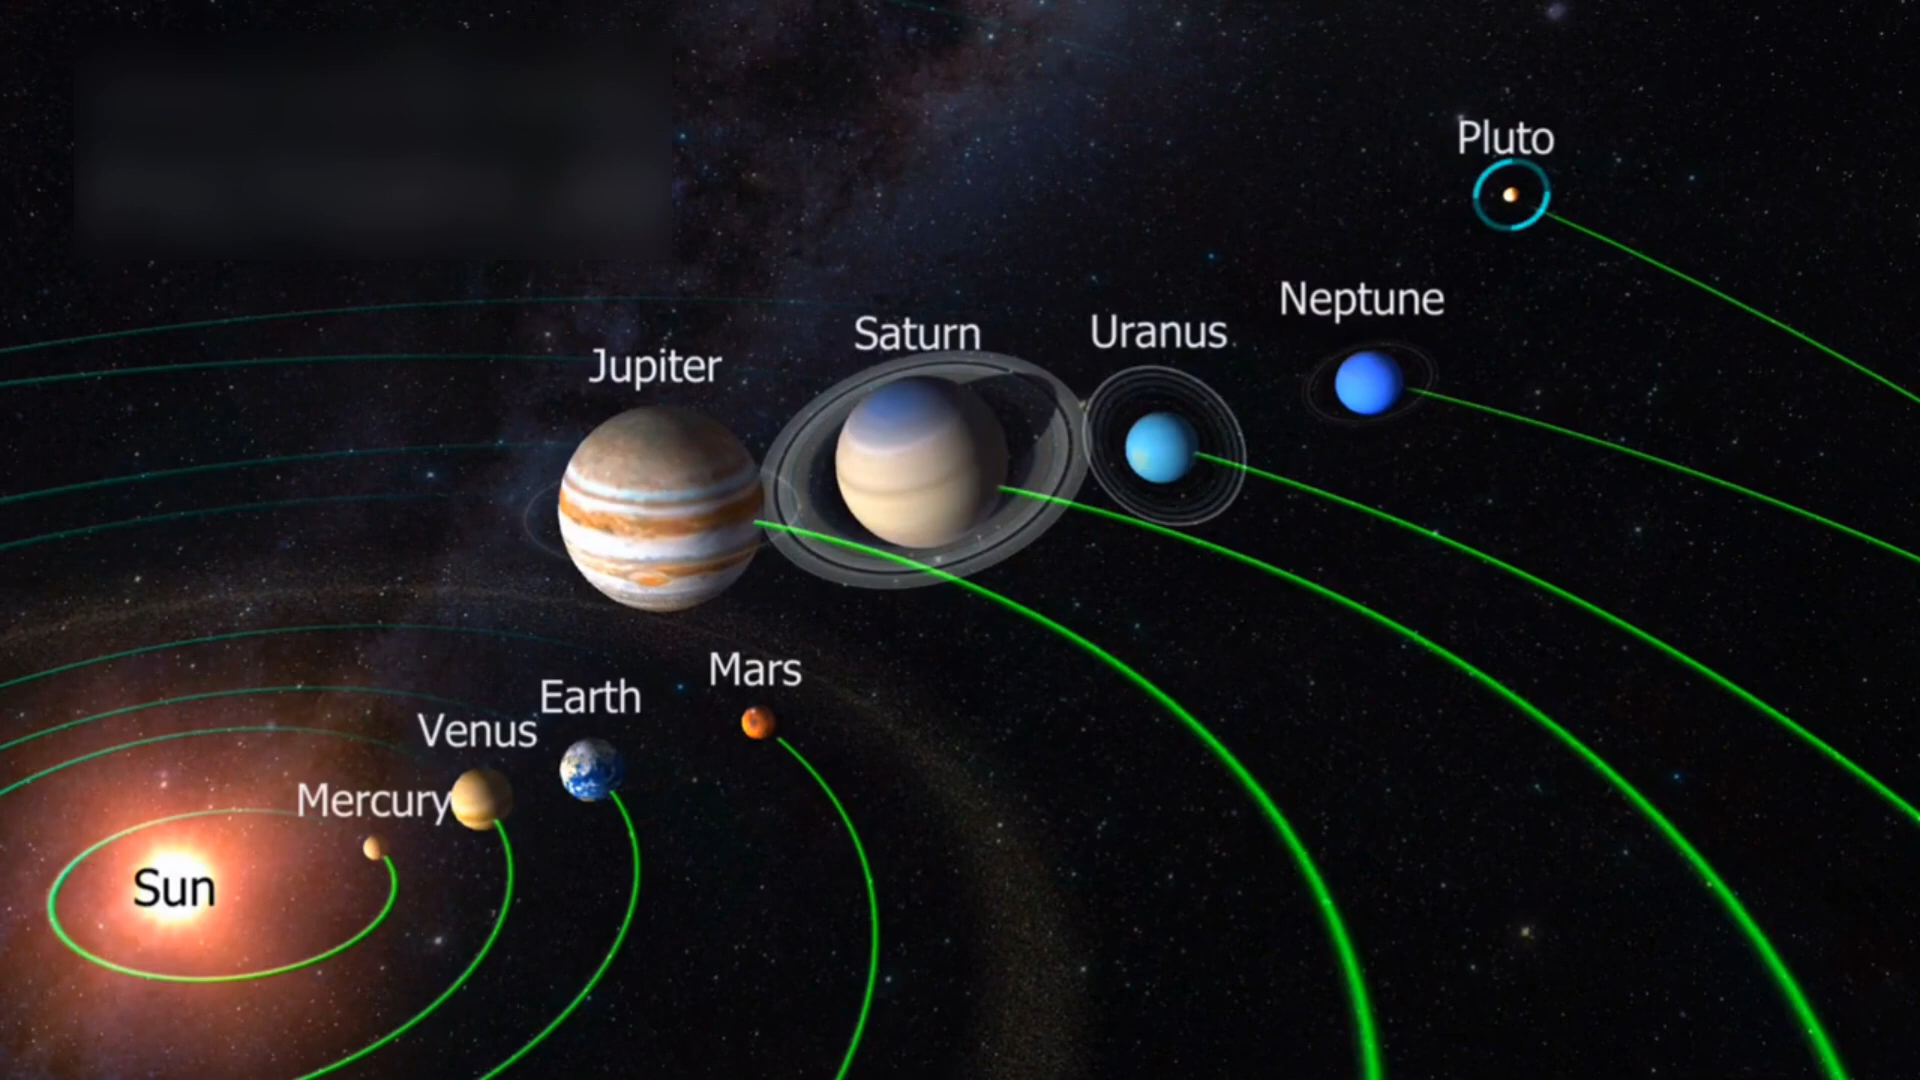 Pluto
Neptune
Uranus
Saturn
Jupiter
Mars
Earth
Venus
Mercury
Sun